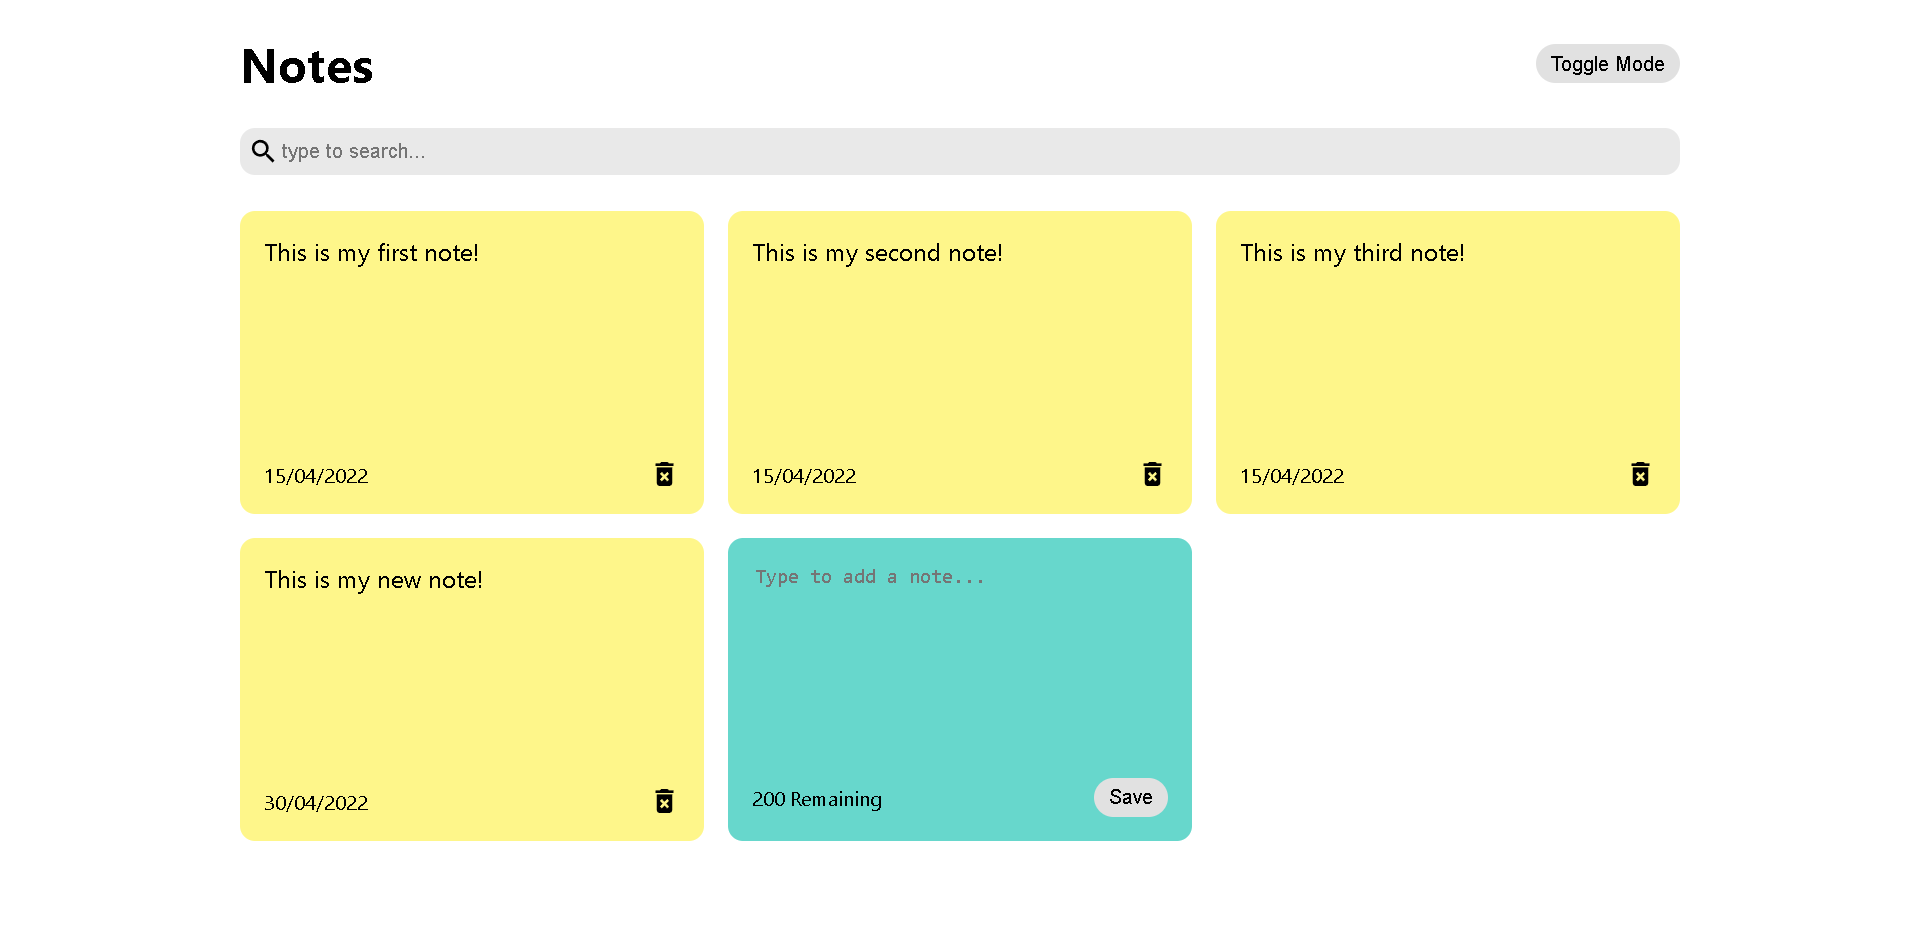 Notes
Toggle Mode
type to search...
This is my first note!
15/04/2022
This is my second note!
15/04/2022
This is my third note!
15/04/2022
This is my new note!
30/04/2022
Type to add a note...
200 Remaining
Save